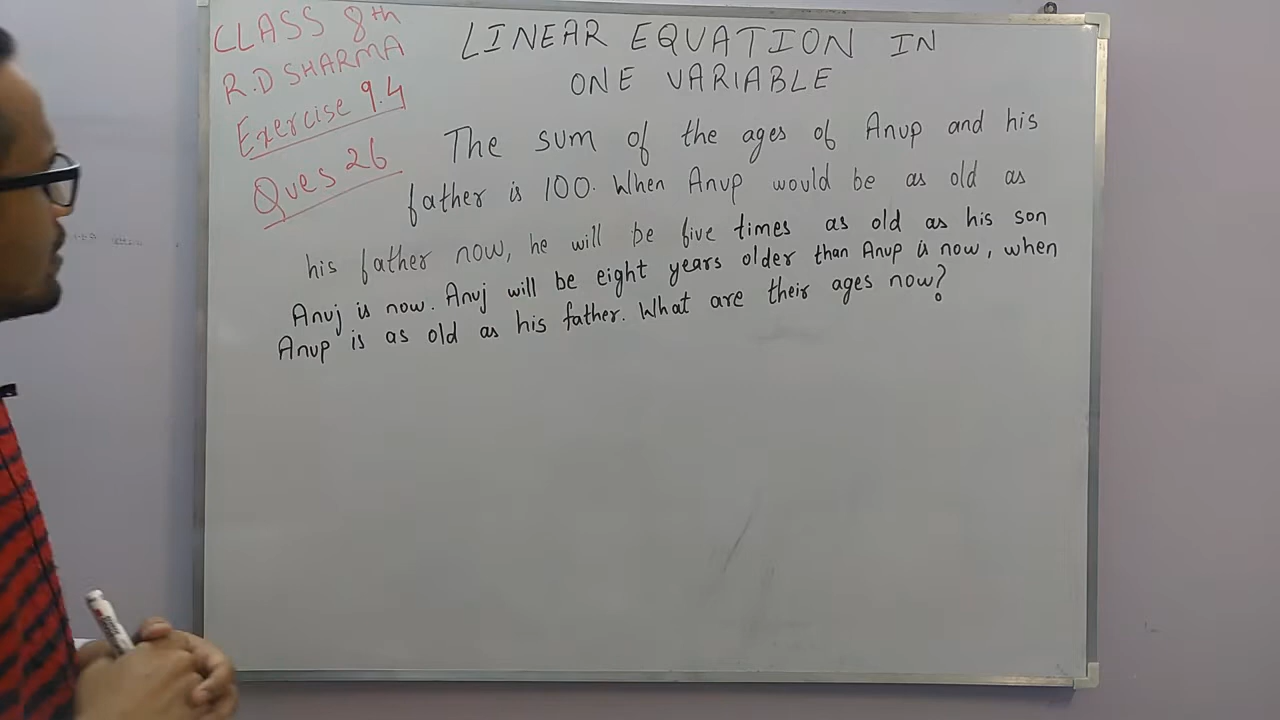 CLASS 8th
R.D SHARMA
Exercise 9.4
Ques 26
LINEAR EQUATION IN
ONE VARIABLE
The sum of the ages of Anup and his
father is 100. When Anup would be as old as
his father now, he will be five times as old as his son
Anuj is now. Anuj will be eight years older than Anup is now, when
Anup is as old as his father. What are their ages now?